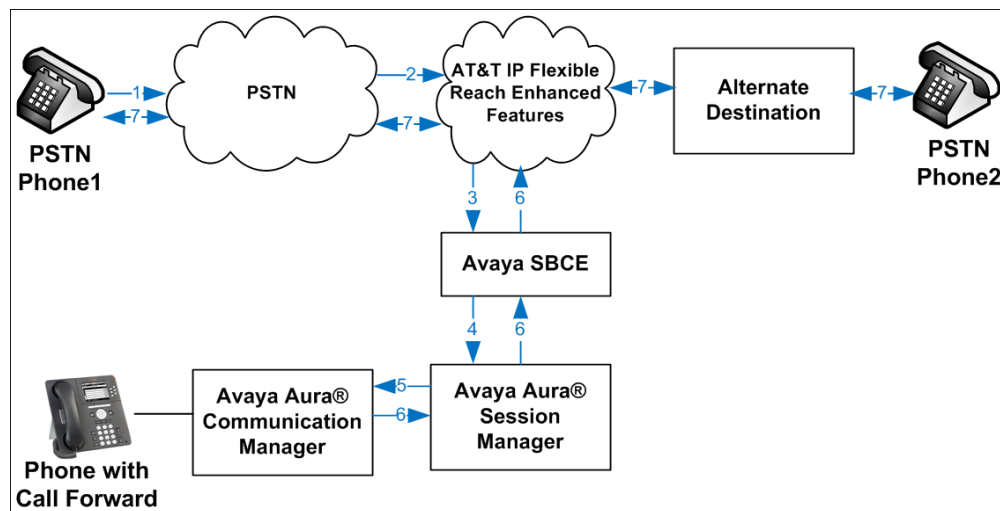 PSTN
Phone1
1
7
PSTN
2
7
AT&T IP Flexible
Reach Enhanced
Features
7
Alternate
Destination
7
PSTN
Phone2
3
6
Avaya SBCE
4
6
Phone with
Call Forward
Avaya Aura®
Communication
Manager
5
6
Avaya Aura®
Session
Manager